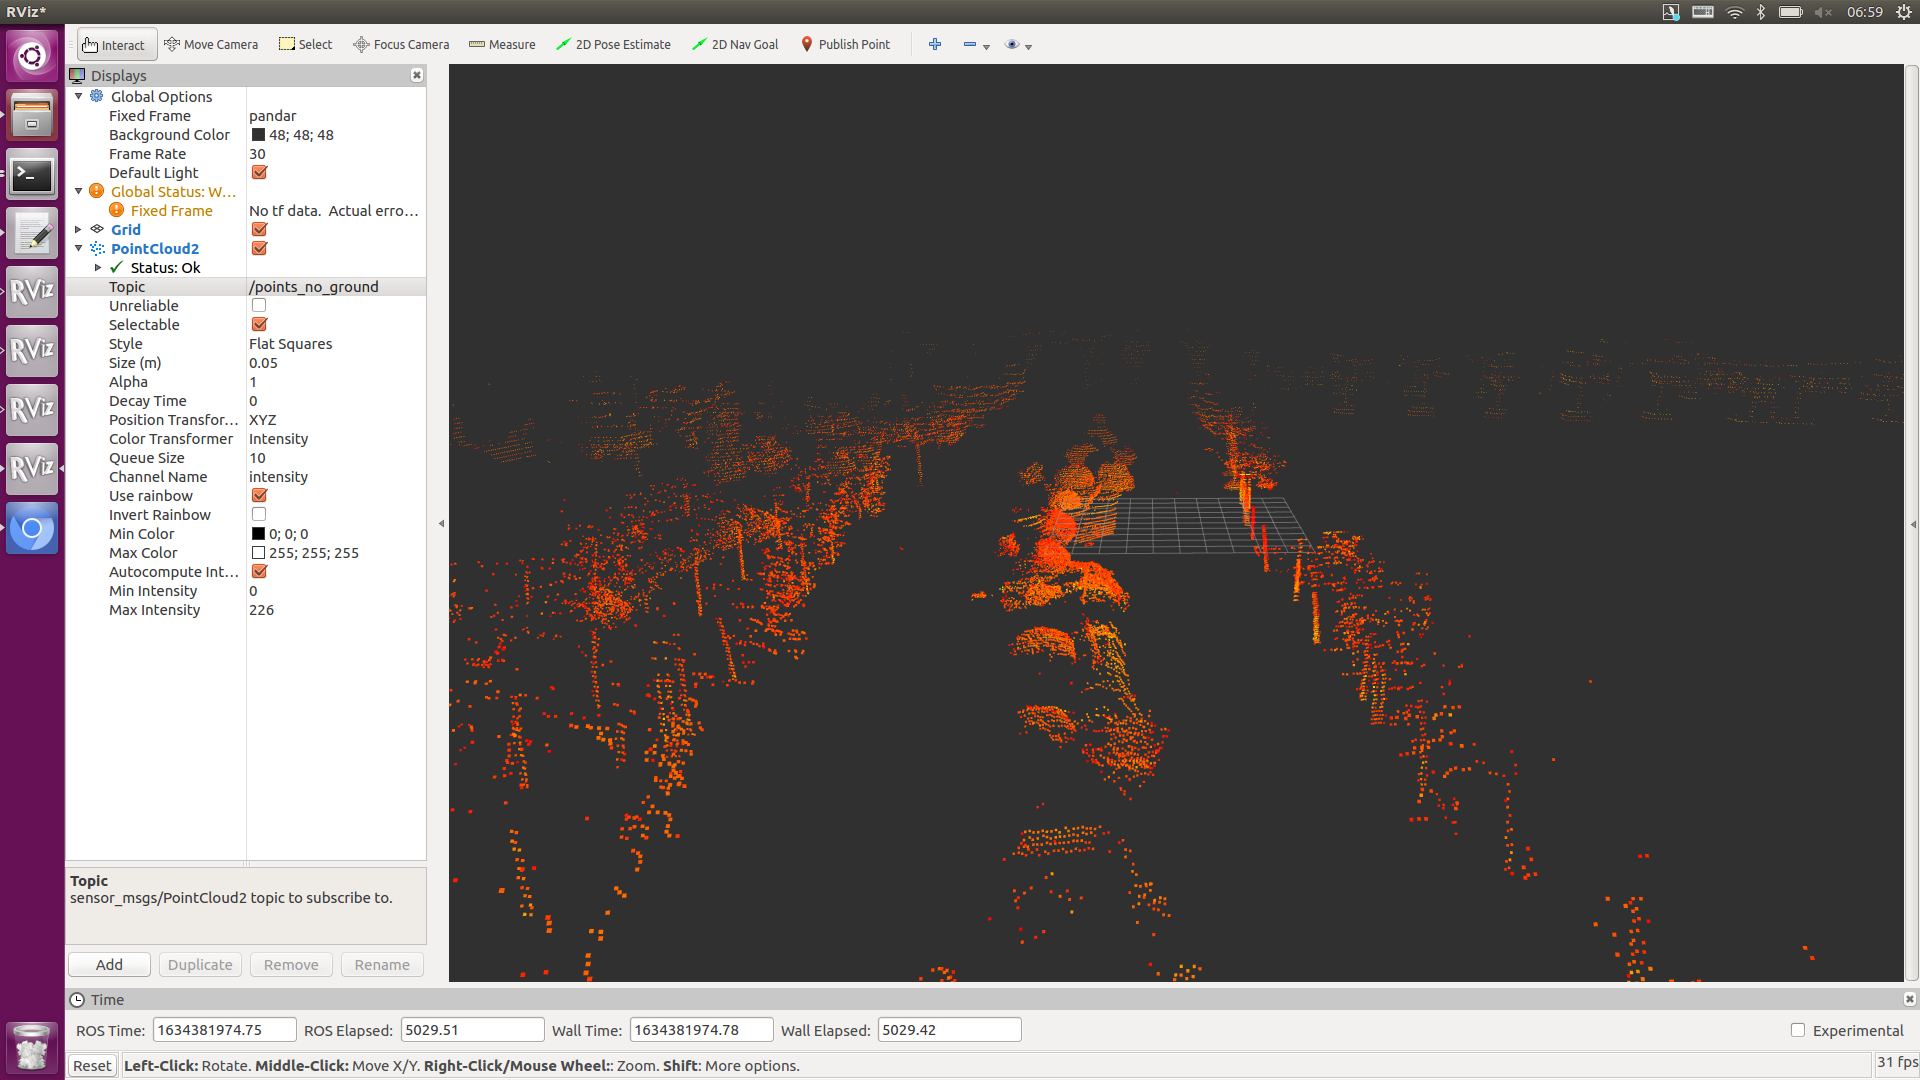 RViz*
06:59
Interact Move Camera Select Focus Camera Measure 2D Pose Estimate 2D Nav Goal Publish Point
Displays
Global Options
Fixed Frame pandar
Background Color 48; 48; 48
Frame Rate 30
Default Light
Global Status: W...
Fixed Frame No tf data. Actual erro...
Grid
PointCloud2
Status: Ok
Topic /points_no_ground
Unreliable
Selectable
Style Flat Squares
Size (m) 0.05
Alpha 1
Decay Time 0
Position Transfor... XYZ
Color Transformer Intensity
Queue Size 10
Channel Name intensity
Use rainbow
Invert Rainbow
Min Color 0; 0; 0
Max Color 255; 255; 255
Autocompute Int...
Min Intensity 0
Max Intensity 226
RViz
RViz
RViz
RViz
Topic
sensor_msgs/PointCloud2 topic to subscribe to.
Add Duplicate Remove Rename
Time
ROS Time: 1634381974.75 ROS Elapsed: 5029.51 Wall Time: 1634381974.78 Wall Elapsed: 5029.42 Experimental
Reset Left-Click: Rotate. Middle-Click: Move X/Y. Right-Click/Mouse Wheel:: Zoom. Shift: More options. 31 fps